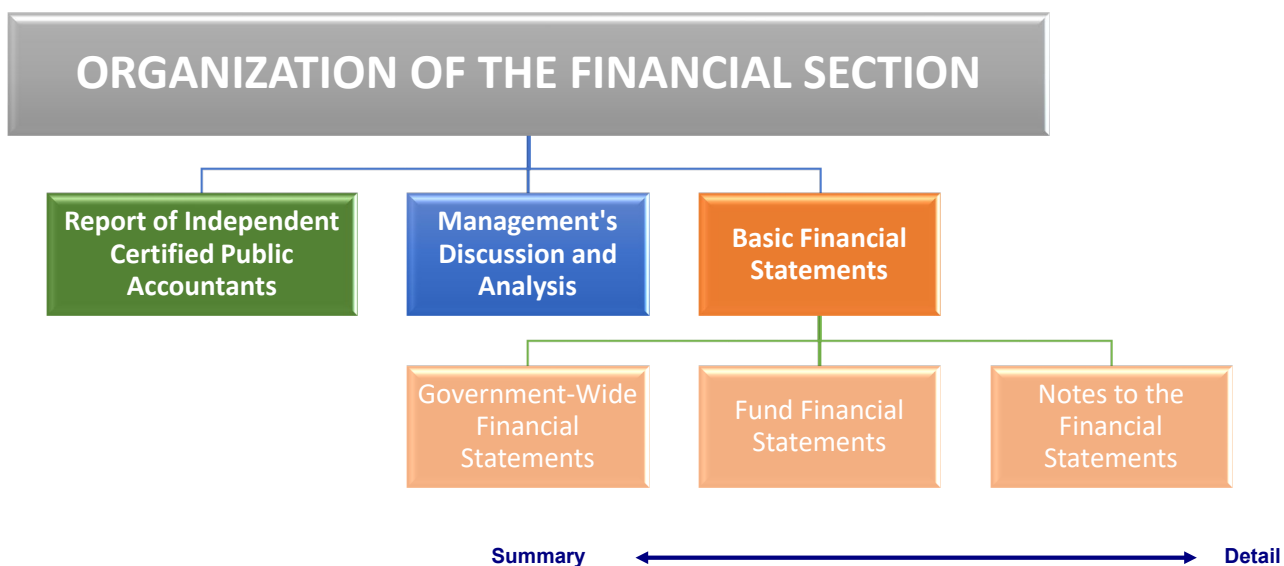 ORGANIZATION OF THE FINANCIAL SECTION
Report of Independent
Certified Public
Accountants
Management's
Discussion and
Analysis
Basic Financial
Statements
Government-Wide
Financial
Statements
Fund Financial
Statements
Notes to the
Financial
Statements
Summary
Detail